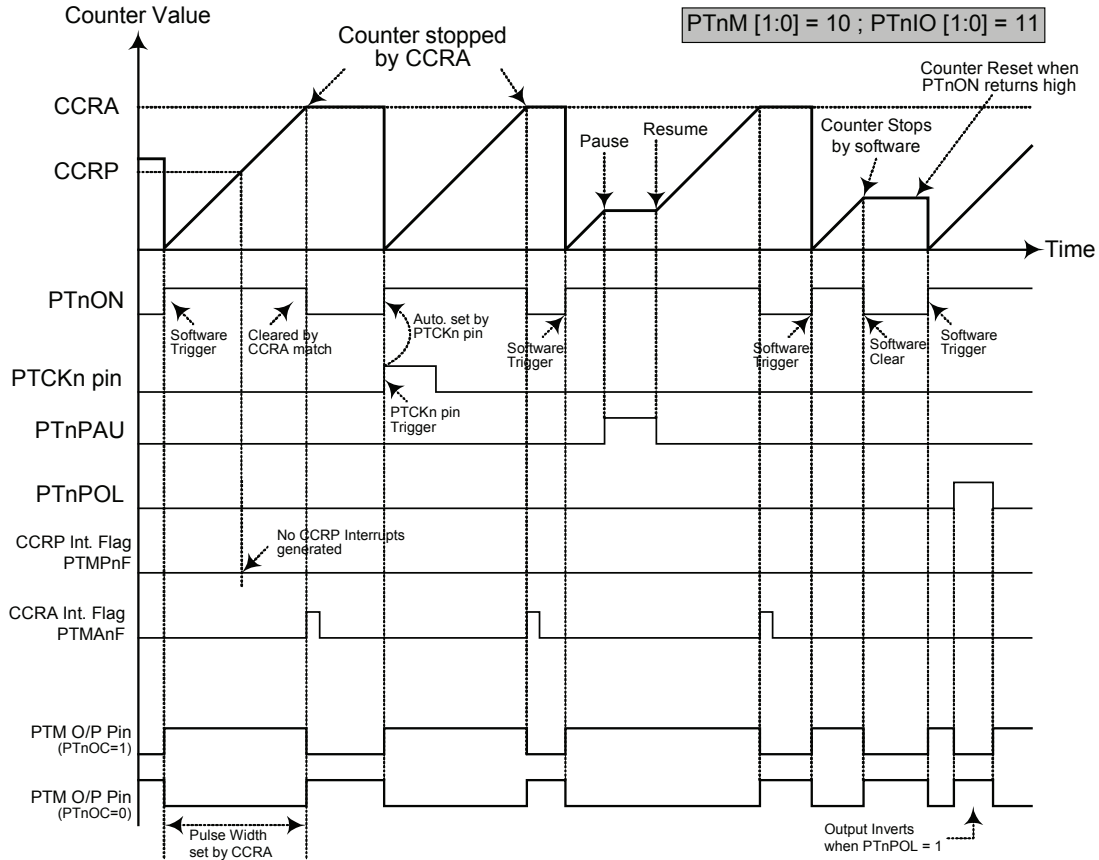 Counter Value
PTnM [1:0] = 10 ; PTnIO [1:0] = 11
Counter stopped
by CCRA
Counter Reset when
PTnON returns high
CCRA
Pause
Resume
Counter Stops
by software
CCRP
Time
PTnON
Software
Trigger
Cleared by
CCRA match
Auto. set by
PTCKn pin
Software
Trigger
Software
Trigger
Software
Clear
Software
Trigger
PTCKn pin
PTCKn pin
Trigger
PTnPAU
PTnPOL
CCRP Int. Flag
PTMPnF
No CCRP Interrupts
generated
CCRA Int. Flag
PTMAnF
PTM O/P Pin
(PTnOC=1)
PTM O/P Pin
(PTnOC=0)
Pulse Width
set by CCRA
Output Inverts
when PTnPOL = 1